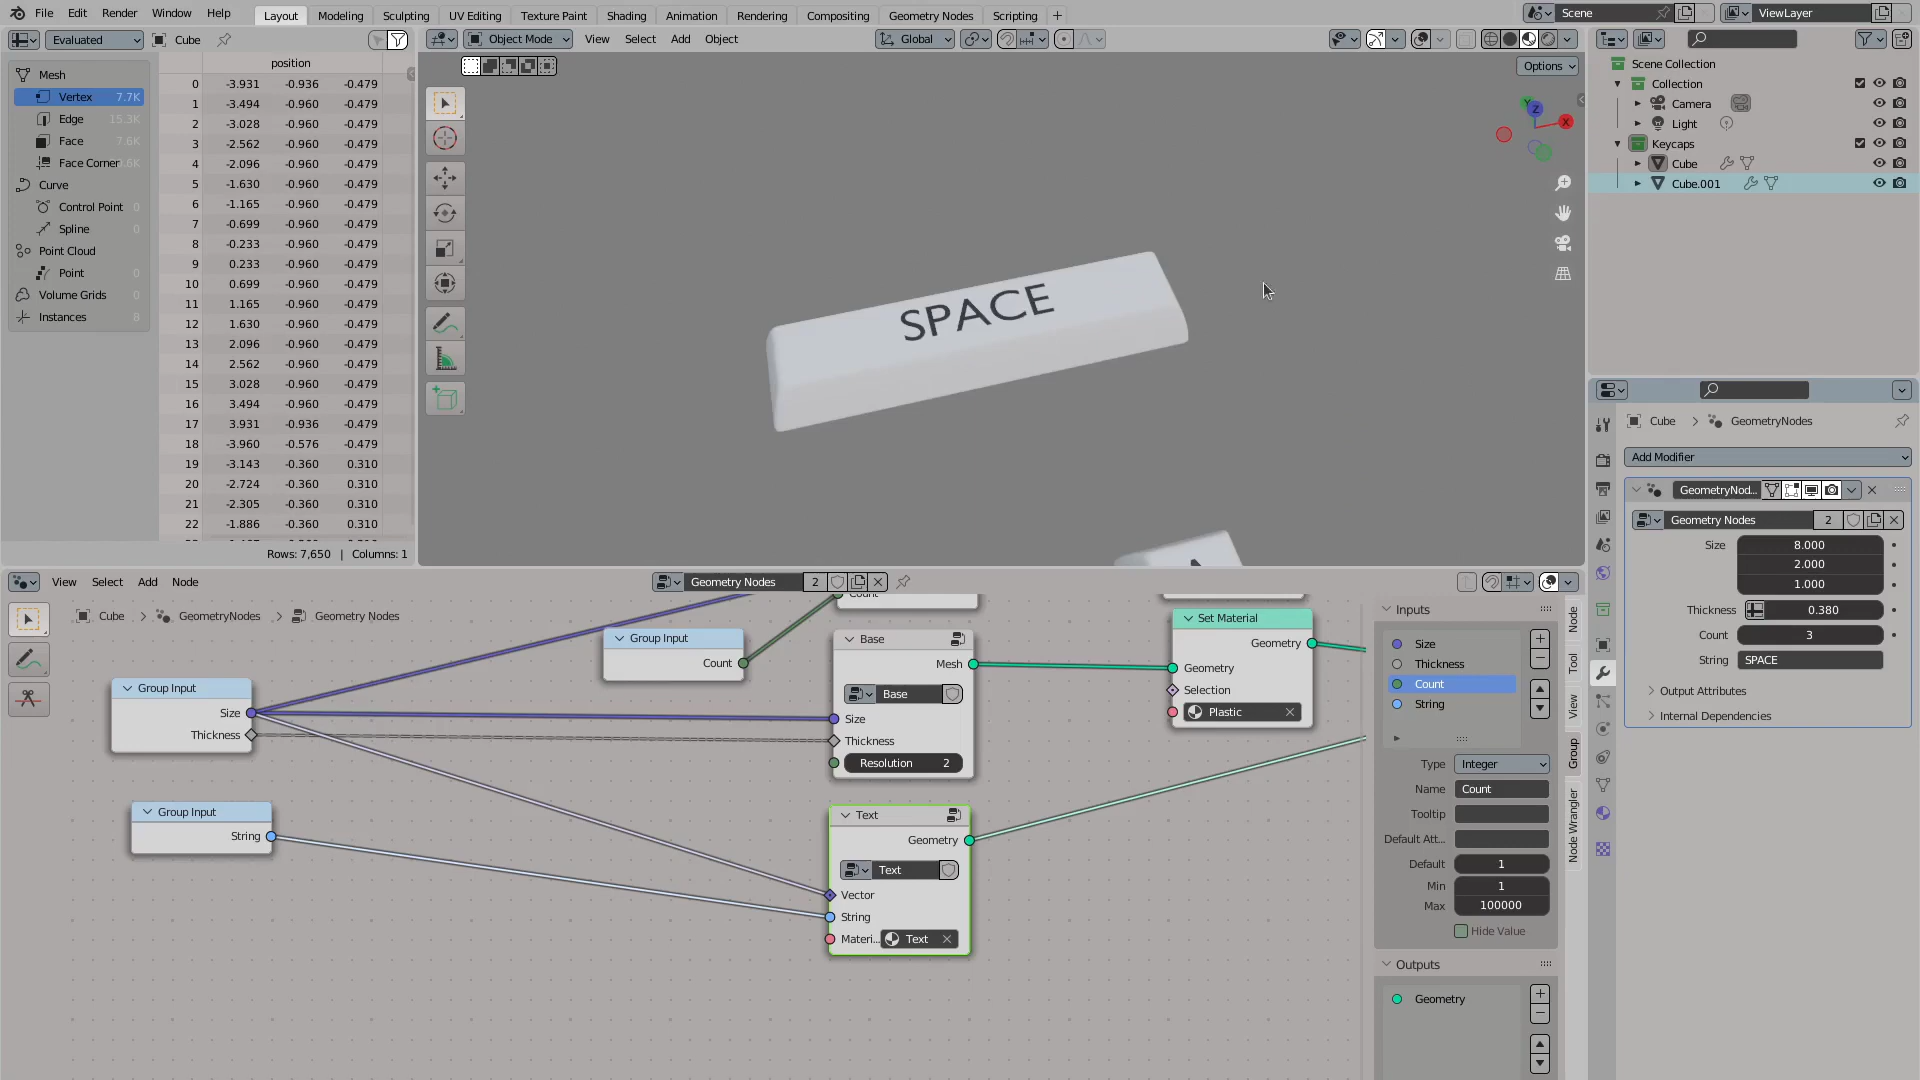 File Edit Render Window Help Layout Modeling Sculpting UV Editing Texture Paint Shading Animation Rendering Compositing Geometry Nodes Scripting + Scene ViewLayer
Evaluated Cube
Object Mode View Select Add Object Global
Options
position
Mesh
Vertex 7.7K
Edge 15.3K
Face 7.6K
Face Corner
Curve
Control Point 0
Spline 0
Point Cloud
Point 0
Volume Grids 0
Instances 8
0 -3.931 -0.936 -0.479
1 -3.494 -0.960 -0.479
2 -3.028 -0.960 -0.479
3 -2.562 -0.960 -0.479
4 -2.096 -0.960 -0.479
5 -1.630 -0.960 -0.479
6 -1.165 -0.960 -0.479
7 -0.699 -0.960 -0.479
8 -0.233 -0.960 -0.479
9 0.233 -0.960 -0.479
10 0.699 -0.960 -0.479
11 1.165 -0.960 -0.479
12 1.630 -0.960 -0.479
13 2.096 -0.960 -0.479
14 2.562 -0.960 -0.479
15 3.028 -0.960 -0.479
16 3.494 -0.960 -0.479
17 3.931 -0.936 -0.479
18 -3.960 -0.576 -0.479
19 -3.143 -0.360 0.310
20 -2.724 -0.360 0.310
21 -2.305 -0.360 0.310
22 -1.886 -0.360 0.310
Rows: 7,650 | Columns: 1
Y Z X
SPACE
Scene Collection
Collection
Camera
Light
Keycaps
Cube
Cube.001
Cube > GeometryNodes
Add Modifier
GeometryNod...
Geometry Nodes 2
Size 8.000
2.000
1.000
Thickness 0.380
Count 3
String SPACE
Output Attributes
Internal Dependencies
View Select Add Node Geometry Nodes 2
Cube > GeometryNodes > Geometry Nodes
Count
Group Input
Count
Group Input
Size
Thickness
Group Input
String
Base
Mesh
Base
Size
Thickness
Resolution 2
Text
Geometry
Text
Vector
String
Materi... Text
Set Material
Geometry
Geometry
Selection
Plastic
Inputs
Size
Thickness
Count
String
Type Integer
Name Count
Tooltip
Default Att...
Default 1
Min 1
Max 100000
Hide Value
Outputs
Geometry
Node
Tool
View
Group
Node Wrangler